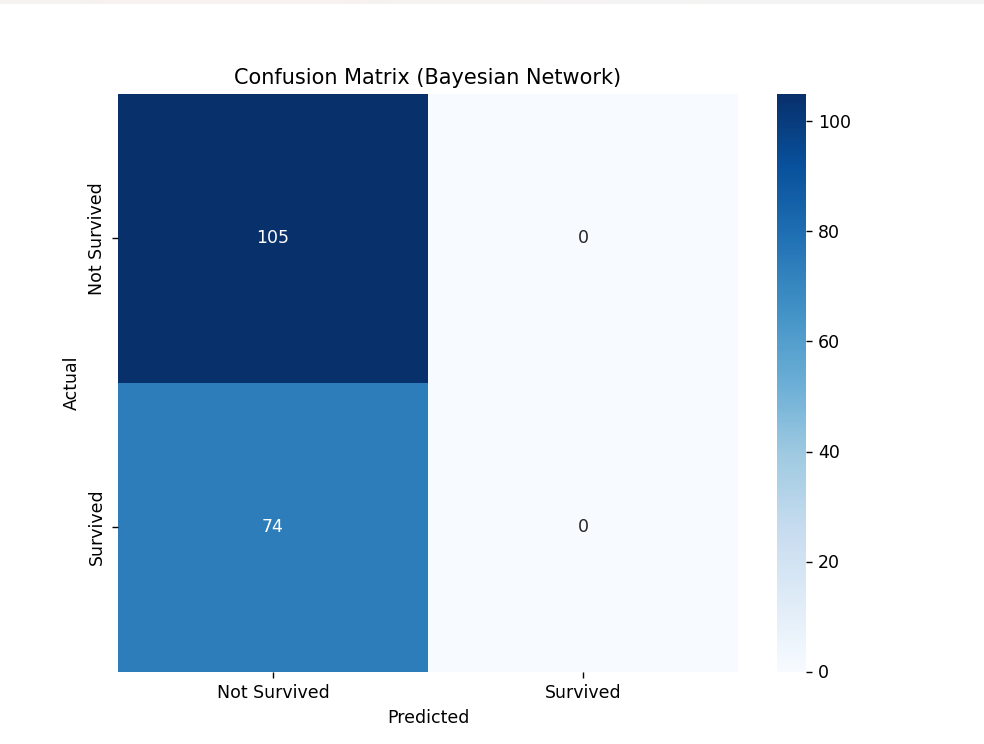 Confusion Matrix (Bayesian Network)
Actual
Not Survived
105
0
Survived
74
0
Not Survived
Survived
Predicted
100
80
60
40
20
0